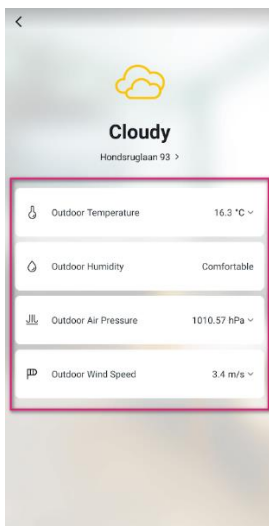 Cloudy
Hondsruglaan 93 >
Outdoor Temperature 16.3 °C
Outdoor Humidity Comfortable
Outdoor Air Pressure 1010.57 hPa
Outdoor Wind Speed 3.4 m/s